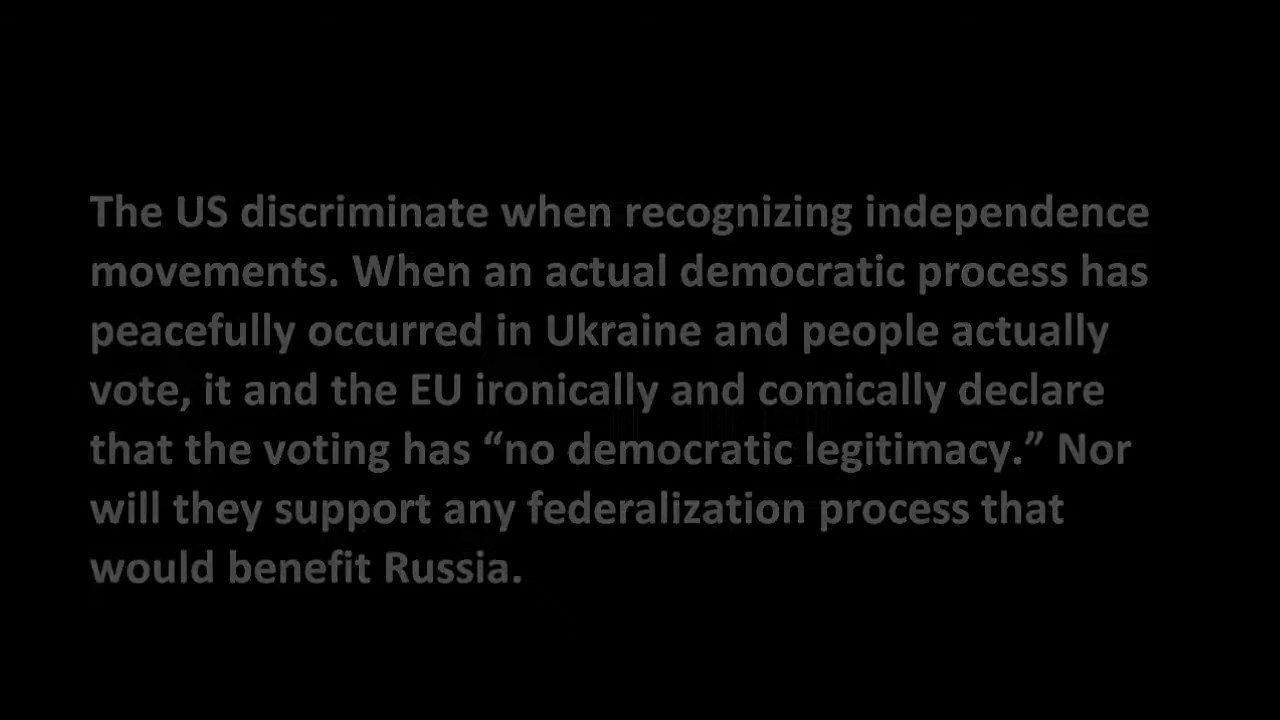 The US discriminate when recognizing independence
movements. When an actual democratic process has
peacefully occurred in Ukraine and people actually
vote, it and the EU ironically and comically declare
that the voting has “no democratic legitimacy.” Nor
will they support any federalization process that
would benefit Russia.